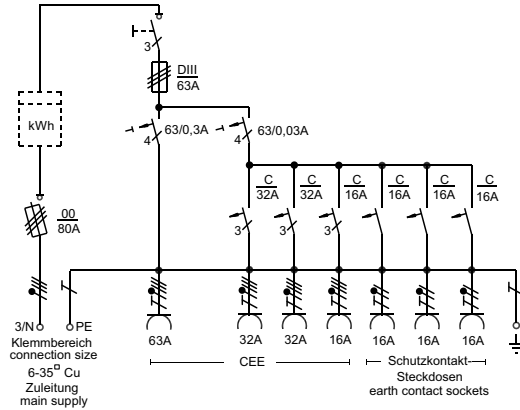 3
DIII
63A
kWh
63/0,3A
4
63/0,03A
4
C
32A
C
32A
C
16A
C
16A
C
16A
C
16A
00
80A
3
3
3
3/N
PE
63A
32A
32A
16A
16A
16A
16A
Klemmbereich
connection size
6-35□ Cu
Zuleitung
main supply
CEE
Schutzkontakt-
Steckdosen
earth contact sockets